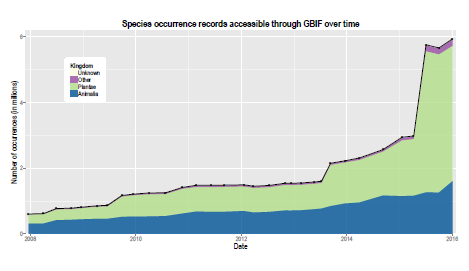 Species occurrence records accessible through GBIF over time
Number of occurrences (in millions)
6
4
2
0
Kingdom
Unknown
Other
Plantae
Animalia
2008
2010
2012
2014
2016
Date